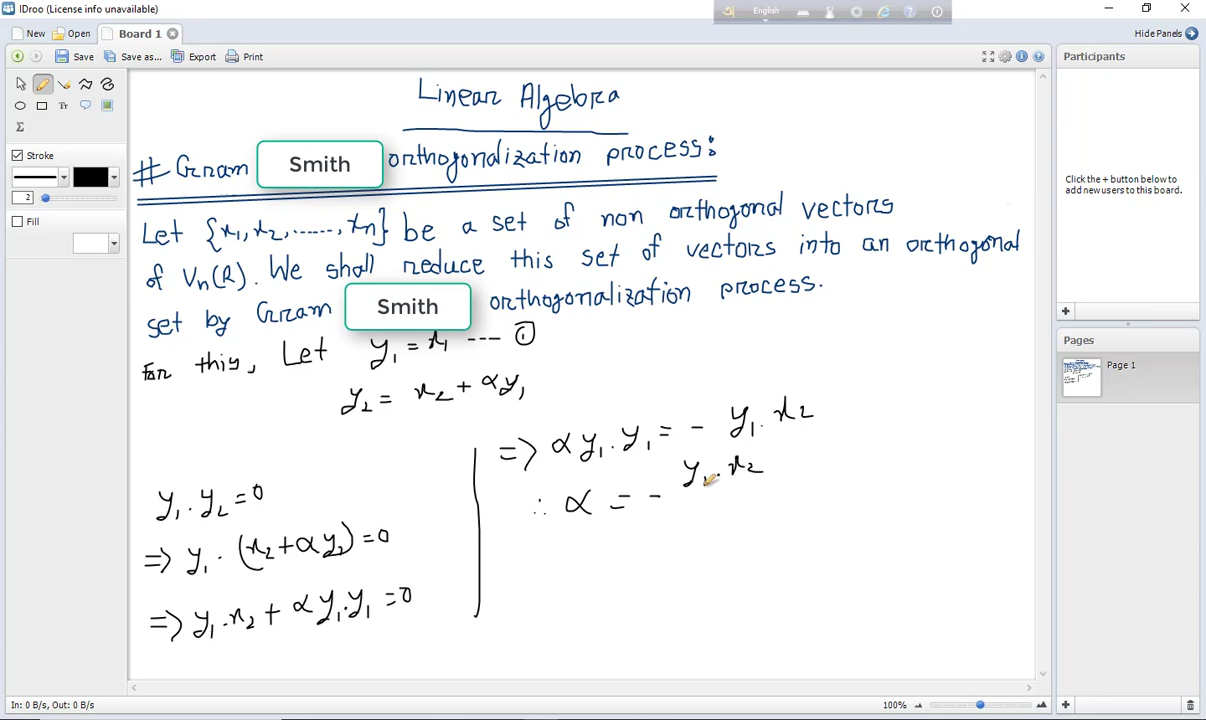 IDroo (License info unavailable)
English
New Open Board 1 Hide Panels
Save Save as... Export Print Participants
Click the + button below to
add new users to this board.
Stroke
2
Fill
Linear Algebra
# Gram Smith orthogonalization process:
Let {x₁, x₂, ......, xₙ} be a set of non orthogonal vectors
of Vₙ(R). We shall reduce this set of vectors into an orthogonal
set by Gram Smith orthogonalization process.
For this, Let y₁ = x₁ ---- ①
y₂ = x₂ + αy₁
y₁ . y₂ = 0
=> y₁ . (x₂ + αy₁) = 0
=> y₁ . x₂ + αy₁ . y₁ = 0
=> αy₁ . y₁ = - y₁ . x₂
∴ α = - y₁ . x₂
Pages
Page 1
In: 0 B/s, Out: 0 B/s 100%